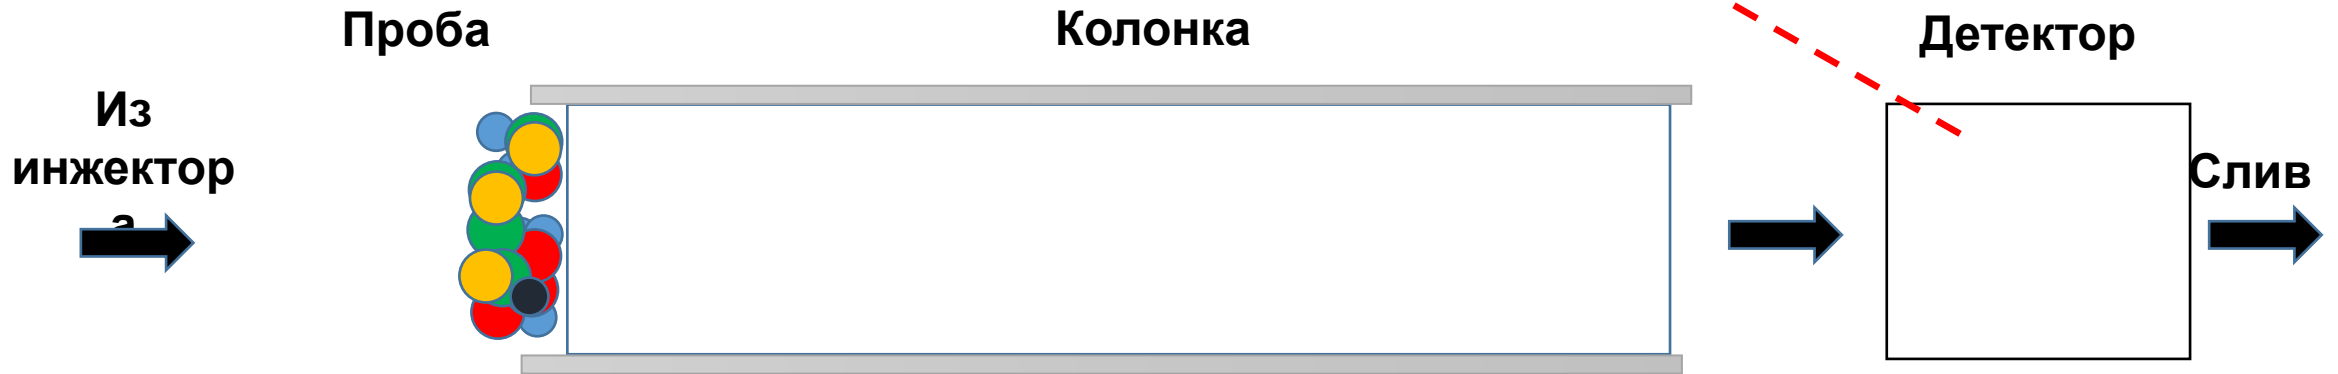 Проба
Колонка
Детектор
Из
инжектор
а
Слив